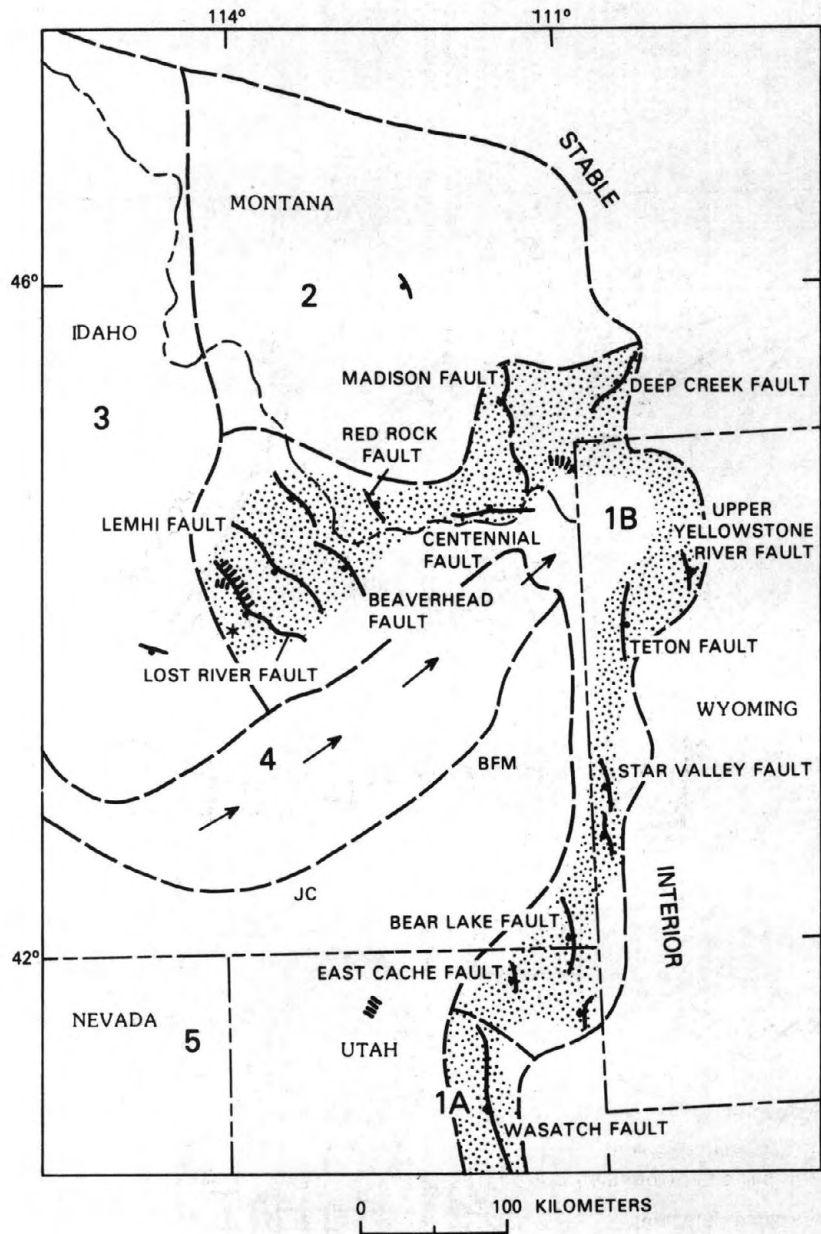 114°
111°
STABLE
MONTANA
46°
2
IDAHO
MADISON FAULT
DEEP CREEK FAULT
3
RED ROCK
FAULT
LEMHI FAULT
1B
UPPER
YELLOWSTONE
RIVER FAULT
CENTENNIAL
FAULT
BEAVERHEAD
FAULT
TETON FAULT
LOST RIVER FAULT
WYOMING
4
BFM
STAR VALLEY FAULT
INTERIOR
JC
BEAR LAKE FAULT
42°
EAST CACHE FAULT
NEVADA
5
UTAH
1A
WASATCH FAULT
0 100 KILOMETERS